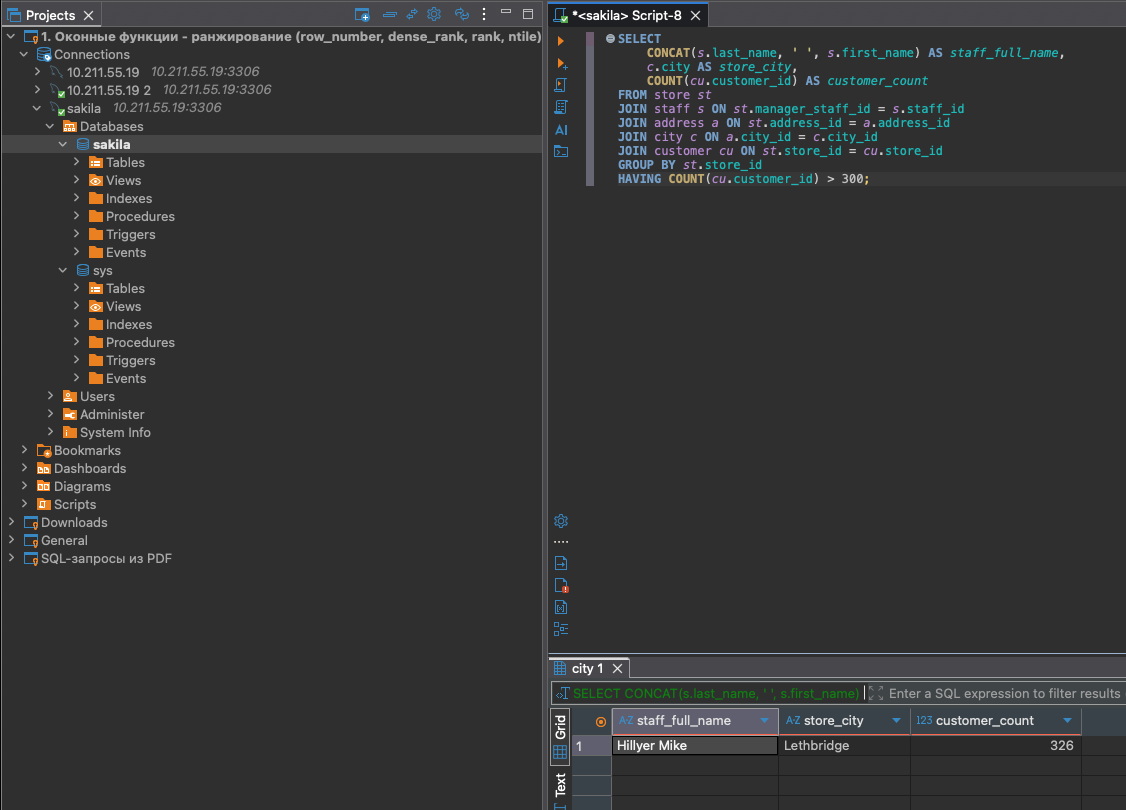 Projects
1. Оконные функции - ранжирование (row_number, dense_rank, rank, ntile)
Connections
10.211.55.19 10.211.55.19:3306
10.211.55.19 2 10.211.55.19:3306
sakila 10.211.55.19:3306
Databases
sakila
Tables
Views
Indexes
Procedures
Triggers
Events
sys
Tables
Views
Indexes
Procedures
Triggers
Events
Users
Administer
System Info
Bookmarks
Dashboards
Diagrams
Scripts
Downloads
General
SQL-запросы из PDF
*<sakila> Script-8
SELECT
CONCAT(s.last_name, ' ', s.first_name) AS staff_full_name,
c.city AS store_city,
COUNT(cu.customer_id) AS customer_count
FROM store st
JOIN staff s ON st.manager_staff_id = s.staff_id
JOIN address a ON st.address_id = a.address_id
JOIN city c ON a.city_id = c.city_id
JOIN customer cu ON st.store_id = cu.store_id
GROUP BY st.store_id
HAVING COUNT(cu.customer_id) > 300;
AI
city 1
SELECT CONCAT(s.last_name, ' ', s.first_name) Enter a SQL expression to filter results
Grid
Text
A-Z staff_full_name A-Z store_city 123 customer_count
1 Hillyer Mike Lethbridge 326